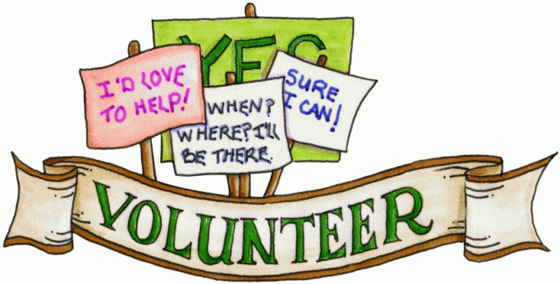 YES
I'D LOVE
TO HELP!
SURE
I CAN!
WHEN?
WHERE? I'LL
BE THERE.
VOLUNTEER